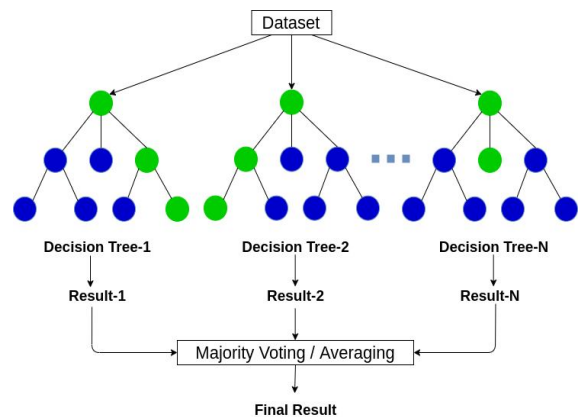 Dataset
Decision Tree-1
Decision Tree-2
Decision Tree-N
Result-1
Result-2
Result-N
Majority Voting / Averaging
Final Result